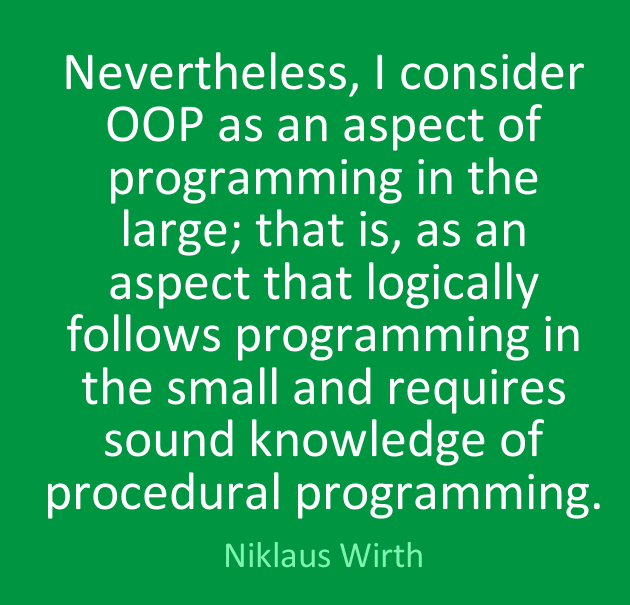 Nevertheless, I consider
OOP as an aspect of
programming in the
large; that is, as an
aspect that logically
follows programming in
the small and requires
sound knowledge of
procedural programming.
Niklaus Wirth